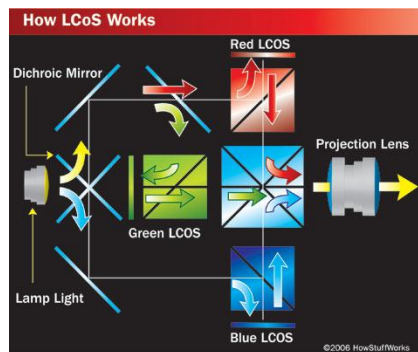 How LCoS Works
Red LCOS
Dichroic Mirror
Projection Lens
Green LCOS
Lamp Light
Blue LCOS
©2006 HowStuffWorks